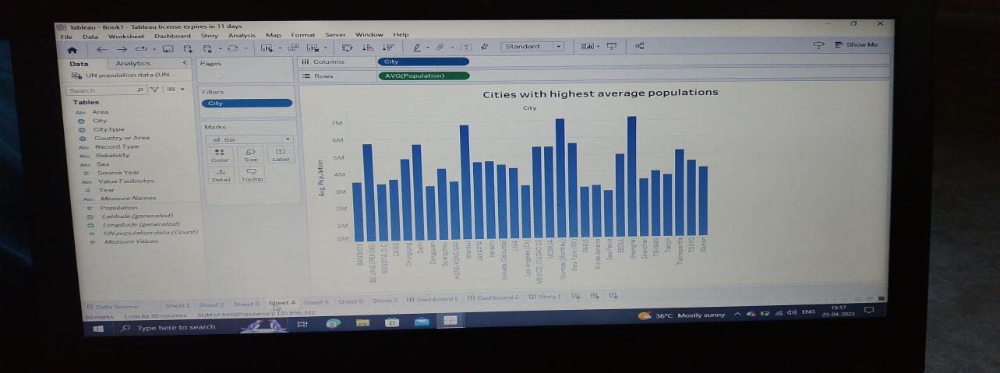 Tableau - Book1 - Tableau license expires in 11 days
File Data Worksheet Dashboard Story Analysis Map Format Server Window Help
Standard
Show Me
Data Analytics
UN population data (UN ...
Search
Tables
Abc Area
City
City type
Country or Area
Abc Record Type
Abc Reliability
Abc Sex
# Source Year
Abc Value Footnotes
# Year
Abc Measure Names
# Population
Latitude (generated)
Longitude (generated)
# UN population data (Count)
# Measure Values
Pages
Filters
City
Marks
Bar
Color Size Label
Detail Tooltip
Columns City
Rows AVG(Population)
Cities with highest average populations
City
Avg. Population
7M
6M
5M
4M
3M
2M
1M
0M
BANGKOK
BEIJING (PEKING)
BOGOTA, D.C.
CAIRO
Chongqing
Delhi
Dongguan
Guangzhou
HONG KONG SAR
Istanbul
JAKARTA
Karachi
Kolkata (Calcutta)
LIMA
Los Angeles (CA)
MEXICO, CIUDAD DE
MOSKVA
Mumbai (Bombay)
New York (NY)
PARIS
Rio de Janeiro
Sao Paulo
SEOUL
Shanghai
Shenzhen
TEHRAN
Tianjin
Tlalnepantla
TOKYO
Wuhan
Data Source Sheet 1 Sheet 2 Sheet 3 Sheet 4 Sheet 5 Sheet 6 Sheet 7 Dashboard 1 Dashboard 2 Story 1
30 marks 1 row by 30 columns SUM of AVG(Population): 135,856,342
Type here to search
36°C Mostly sunny
ENG
15:17
25-04-2023